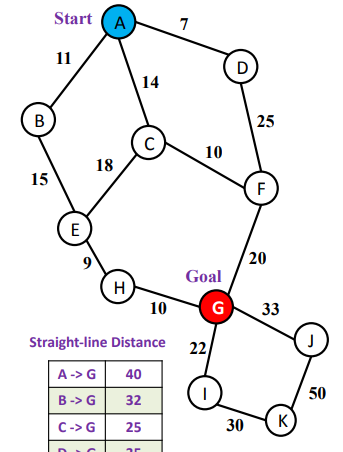 Start A 7
11
14
D
B
25
C
10
15
18
F
E
9
20
H
Goal
10
G 33
Straight-line Distance
22
J
A -> G 40
I
50
B -> G 32
30 K
C -> G 25